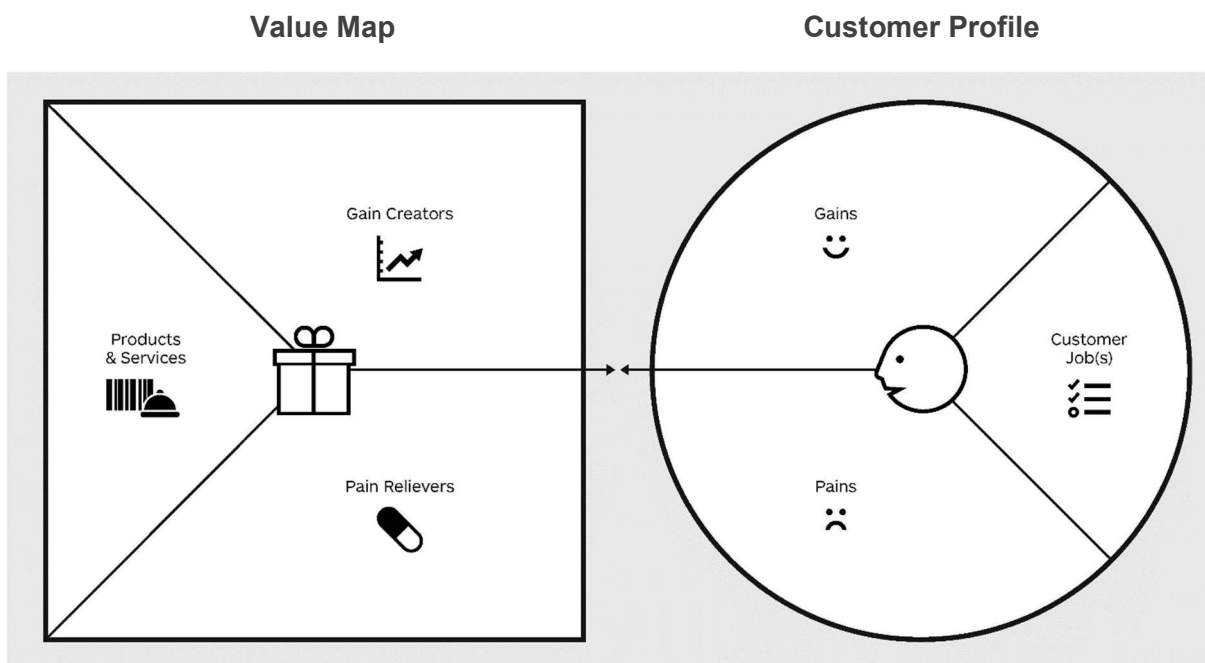 Value Map
Customer Profile
Gain Creators
Products
& Services
Pain Relievers
Gains
Customer
Job(s)
Pains